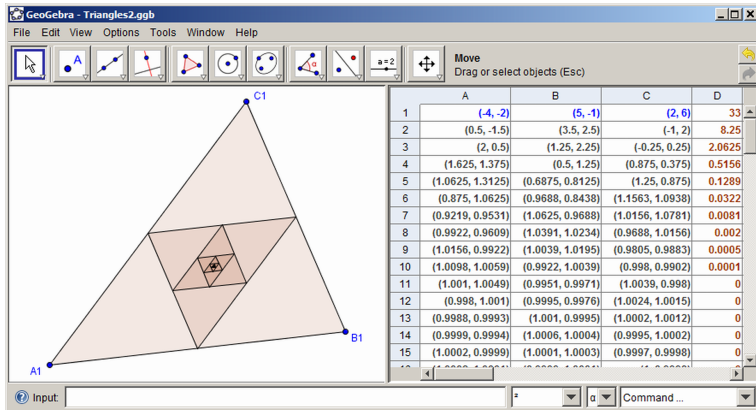 GeoGebra - Triangles2.ggb
File Edit View Options Tools Window Help
A α a = 2 Move
Drag or select objects (Esc)
C1
B1
A1
A B C D
1 (-4, -2) (5, -1) (2, 6) 33
2 (0.5, -1.5) (3.5, 2.5) (-1, 2) 8.25
3 (2, 0.5) (1.25, 2.25) (-0.25, 0.25) 2.0625
4 (1.625, 1.375) (0.5, 1.25) (0.875, 0.375) 0.5156
5 (1.0625, 1.3125) (0.6875, 0.8125) (1.25, 0.875) 0.1289
6 (0.875, 1.0625) (0.9688, 0.8438) (1.1563, 1.0938) 0.0322
7 (0.9219, 0.9531) (1.0625, 0.9688) (1.0156, 1.0781) 0.0081
8 (0.9922, 0.9609) (1.0391, 1.0234) (0.9688, 1.0156) 0.002
9 (1.0156, 0.9922) (1.0039, 1.0195) (0.9805, 0.9883) 0.0005
10 (1.0098, 1.0059) (0.9922, 1.0039) (0.998, 0.9902) 0.0001
11 (1.001, 1.0049) (0.9951, 0.9971) (1.0039, 0.998) 0
12 (0.998, 1.001) (0.9995, 0.9976) (1.0024, 1.0015) 0
13 (0.9988, 0.9993) (1.001, 0.9995) (1.0002, 1.0012) 0
14 (0.9999, 0.9994) (1.0006, 1.0004) (0.9995, 1.0002) 0
15 (1.0002, 0.9999) (1.0001, 1.0003) (0.9997, 0.9998) 0
Input: ² α Command ...